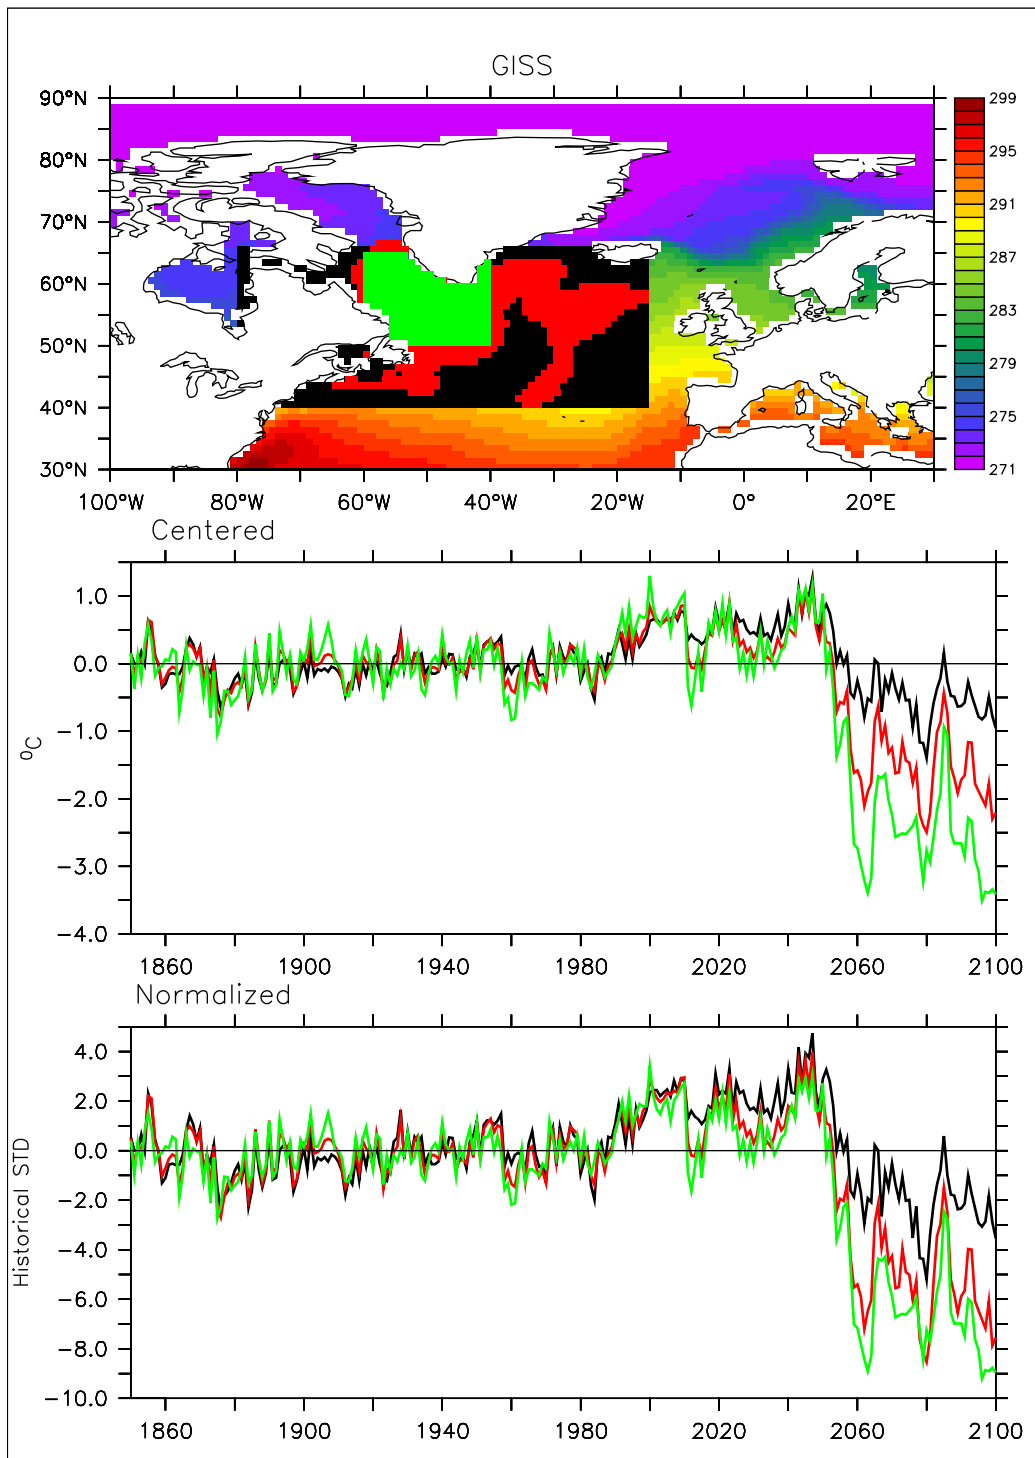 GISS
90°N
80°N
70°N
60°N
50°N
40°N
30°N
100°W 80°W 60°W 40°W 20°W 0° 20°E
299
295
291
287
283
279
275
271
Centered
1.0
0.0
−1.0
−2.0
−3.0
−4.0
⁰C
1860 1900 1940 1980 2020 2060 2100
Normalized
4.0
2.0
0.0
−2.0
−4.0
−6.0
−8.0
−10.0
Historical STD
1860 1900 1940 1980 2020 2060 2100